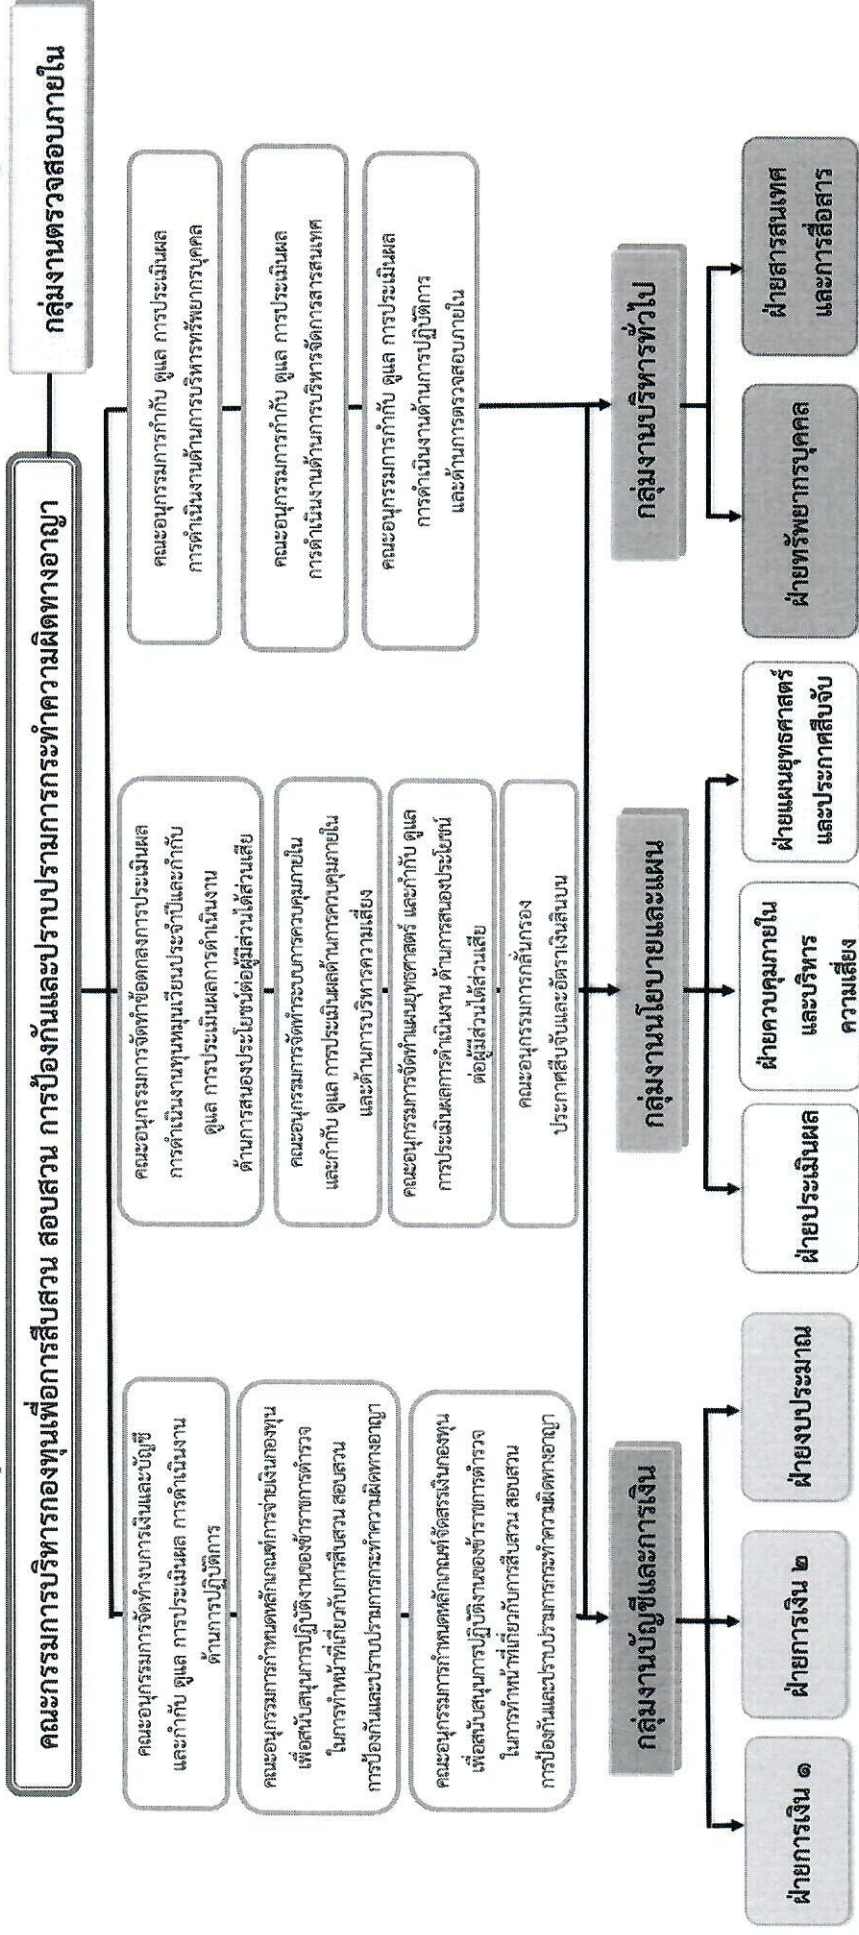 คณะกรรมการบริหารกองทุนเพื่อการสืบสวน สอบสวน การป้องกันและปราบปรามการกระทำความผิดทางอาญา
กลุ่มงานตรวจสอบภายใน
คณะอนุกรรมการจัดทำงบการเงินและบัญชี
และกำกับ ดูแล การประเมินผล การดำเนินงาน
ด้านการปฏิบัติการ
คณะอนุกรรมการกำหนดหลักเกณฑ์การจ่ายเงินกองทุน
เพื่อสนับสนุนการปฏิบัติงานของข้าราชการตำรวจ
ในการทำหน้าที่เกี่ยวกับการสืบสวน สอบสวน
การป้องกันและปราบปรามการกระทำความผิดทางอาญา
คณะอนุกรรมการกำหนดหลักเกณฑ์จัดสรรเงินกองทุน
เพื่อสนับสนุนการปฏิบัติงานของข้าราชการตำรวจ
ในการทำหน้าที่เกี่ยวกับการสืบสวน สอบสวน
การป้องกันและปราบปรามการกระทำความผิดทางอาญา
คณะอนุกรรมการจัดทำข้อตกลงการประเมินผล
การดำเนินงานทุนหมุนเวียนประจำปีและกำกับ
ดูแล การประเมินผลการดำเนินงาน
ด้านการสนองประโยชน์ต่อผู้มีส่วนได้ส่วนเสีย
คณะอนุกรรมการจัดทำระบบการควบคุมภายใน
และกำกับ ดูแล การประเมินผลด้านการควบคุมภายใน
และด้านการบริหารความเสี่ยง
คณะอนุกรรมการจัดทำแผนยุทธศาสตร์ และกำกับ ดูแล
การประเมินผลการดำเนินงาน ด้านการสนองประโยชน์
ต่อผู้มีส่วนได้ส่วนเสีย
คณะอนุกรรมการกลั่นกรอง
ประกาศสืบจับและอัตราเงินสินบน
คณะอนุกรรมการกำกับ ดูแล การประเมินผล
การดำเนินงานด้านการบริหารทรัพยากรบุคคล
คณะอนุกรรมการกำกับ ดูแล การประเมินผล
การดำเนินงานด้านการบริหารจัดการสารสนเทศ
คณะอนุกรรมการกำกับ ดูแล การประเมินผล
การดำเนินงานด้านการปฏิบัติการ
และด้านการตรวจสอบภายใน
กลุ่มงานบัญชีและการเงิน
กลุ่มงานนโยบายและแผน
กลุ่มงานบริหารทั่วไป
ฝ่ายการเงิน ๑
ฝ่ายการเงิน ๒
ฝ่ายงบประมาณ
ฝ่ายประเมินผล
ฝ่ายควบคุมภายใน
และบริหาร
ความเสี่ยง
ฝ่ายแผนยุทธศาสตร์
และประกาศสืบจับ
ฝ่ายทรัพยากรบุคคล
ฝ่ายสารสนเทศ
และการสื่อสาร